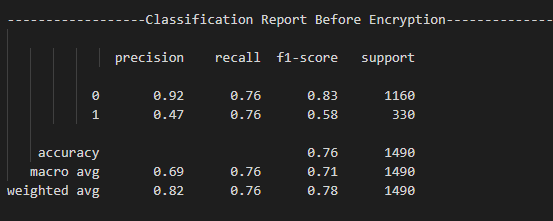 ------------------Classification Report Before Encryption--------------
precision recall f1-score support
0 0.92 0.76 0.83 1160
1 0.47 0.76 0.58 330
accuracy 0.76 1490
macro avg 0.69 0.76 0.71 1490
weighted avg 0.82 0.76 0.78 1490